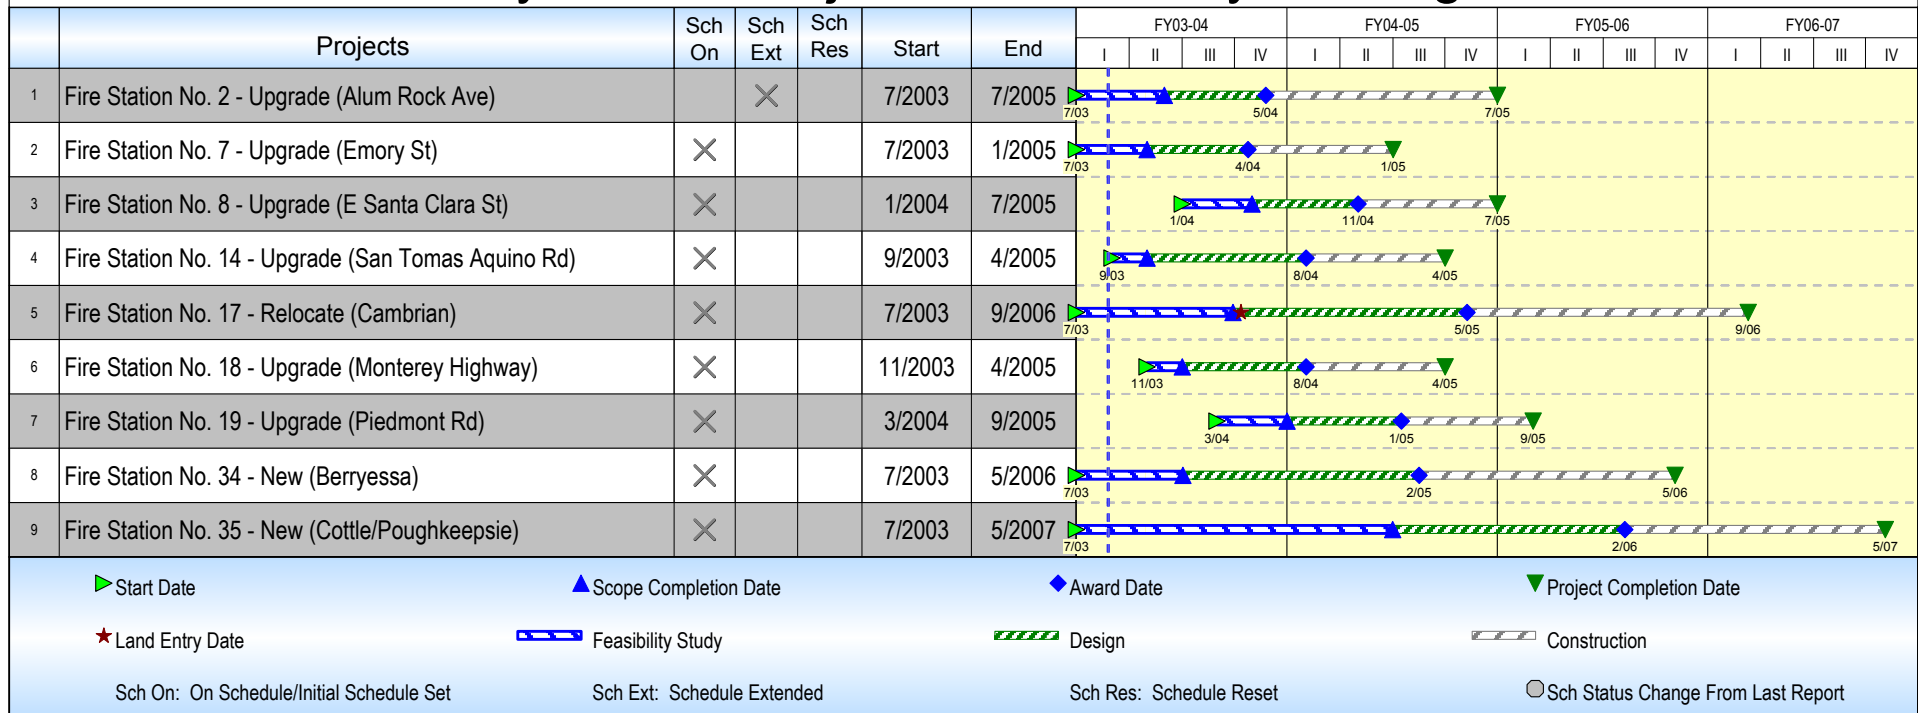 Projects Sch On Sch Ext Sch Res Start End FY03-04 FY04-05 FY05-06 FY06-07
I II III IV I II III IV I II III IV I II III IV
1 Fire Station No. 2 - Upgrade (Alum Rock Ave) 7/2003 7/2005 7/03 5/04 7/05
2 Fire Station No. 7 - Upgrade (Emory St) 7/2003 1/2005 7/03 4/04 1/05
3 Fire Station No. 8 - Upgrade (E Santa Clara St) 1/2004 7/2005 1/04 11/04 7/05
4 Fire Station No. 14 - Upgrade (San Tomas Aquino Rd) 9/2003 4/2005 9/03 8/04 4/05
5 Fire Station No. 17 - Relocate (Cambrian) 7/2003 9/2006 7/03 5/05 9/06
6 Fire Station No. 18 - Upgrade (Monterey Highway) 11/2003 4/2005 11/03 8/04 4/05
7 Fire Station No. 19 - Upgrade (Piedmont Rd) 3/2004 9/2005 3/04 1/05 9/05
8 Fire Station No. 34 - New (Berryessa) 7/2003 5/2006 7/03 2/05 5/06
9 Fire Station No. 35 - New (Cottle/Poughkeepsie) 7/2003 5/2007 7/03 2/06 5/07
Start Date Scope Completion Date Award Date Project Completion Date
Land Entry Date Feasibility Study Design Construction
Sch On: On Schedule/Initial Schedule Set Sch Ext: Schedule Extended Sch Res: Schedule Reset Sch Status Change From Last Report